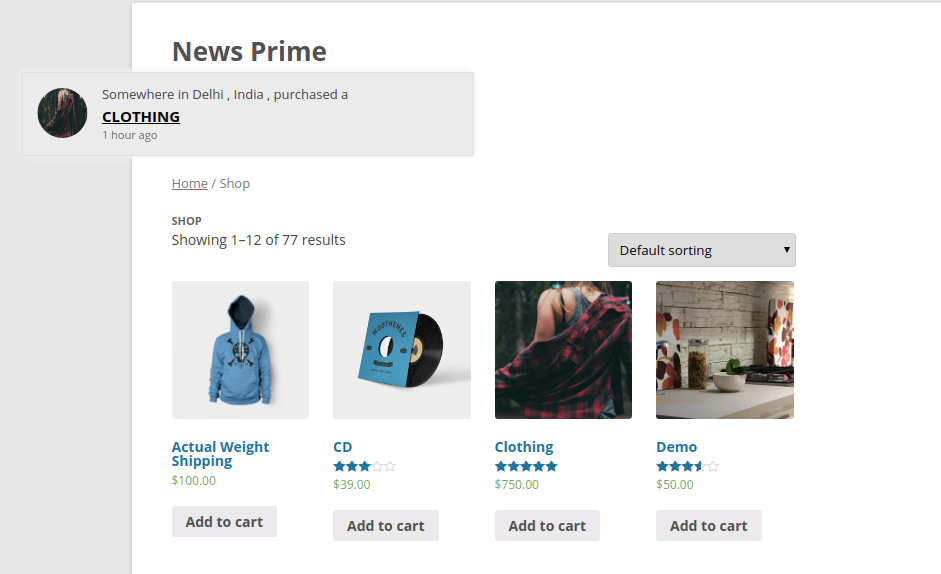 News Prime
Somewhere in Delhi , India , purchased a
CLOTHING
1 hour ago
Home / Shop
SHOP
Showing 1–12 of 77 results
Default sorting
WOOTHEMES
Actual Weight
Shipping
$100.00
Add to cart
CD
$39.00
Add to cart
Clothing
$750.00
Add to cart
Demo
$50.00
Add to cart